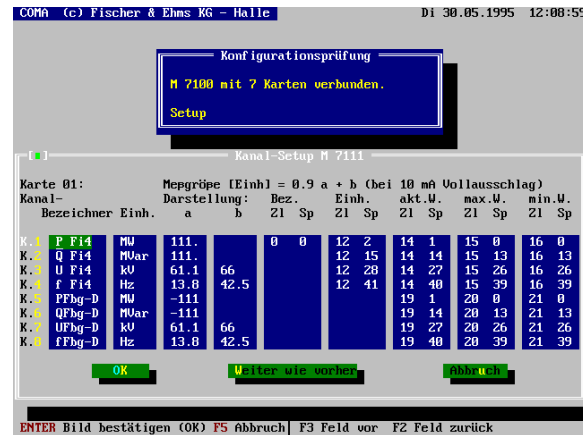 COMA (c) Fischer & Ehms KG - Halle Di 30.05.1995 12:08:59
Konfigurationsprüfung
M 7100 mit 7 Karten verbunden.
Setup
Kanal-Setup M 7111
Karte 01: Meßgröße [Einh] = 0.9 a + b (bei 10 mA Vollausschlag)
Kanal- Darstellung: Bez. Einh. akt.W. max.W. min.W.
Bezeichner Einh. a b Zl Sp Zl Sp Zl Sp Zl Sp Zl Sp
K.1 P Fi4 MW 111. 0 0 12 2 14 1 15 0 16 0
K.2 Q Fi4 MVar 111. 12 15 14 14 15 13 16 13
K.3 U Fi4 kV 61.1 66 12 28 14 27 15 26 16 26
K.4 f Fi4 Hz 13.8 42.5 12 41 14 40 15 39 16 39
K.5 PFbg-D MW -111 19 1 20 0 21 0
K.6 QFbg-D MVar -111 19 14 20 13 21 13
K.7 UFbg-D kV 61.1 66 19 27 20 26 21 26
K.8 fFbg-D Hz 13.8 42.5 19 40 20 39 21 39
OK Weiter wie vorher Abbruch
ENTER Bild bestätigen (OK) F5 Abbruch F3 Feld vor F2 Feld zurück